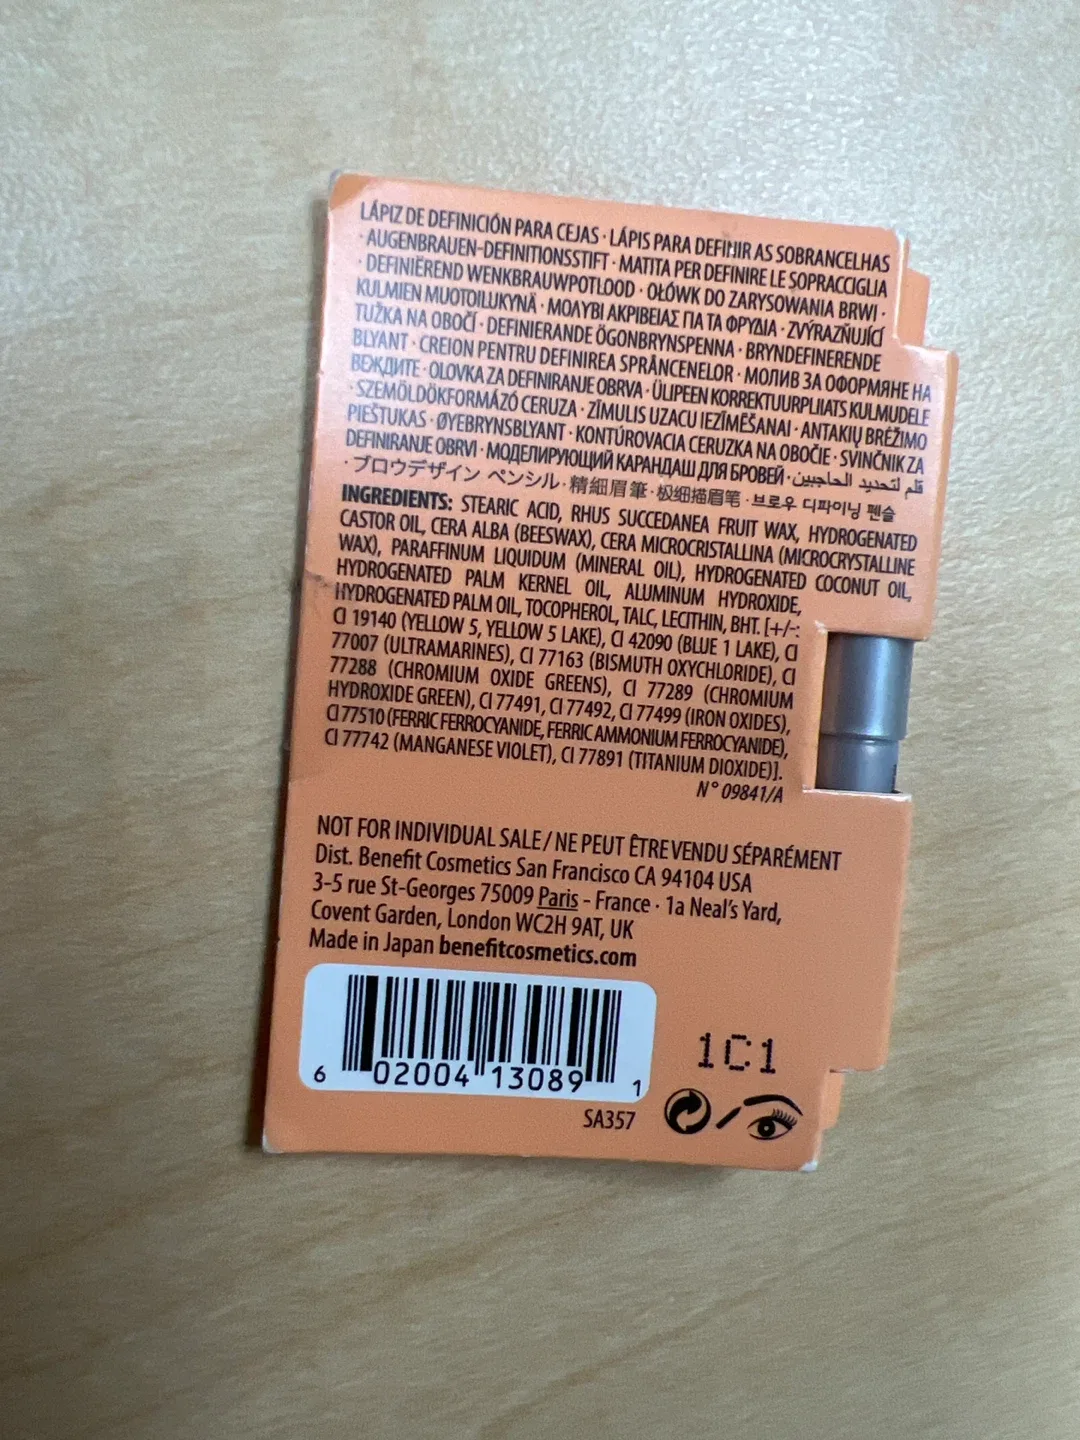 LÁPIZ DE DEFINICIÓN PARA CEJAS · LÁPIS PARA DEFINIR AS SOBRANCELHAS
· AUGENBRAUEN-DEFINITIONSSTIFT · MATITA PER DEFINIRE LE SOPRACCIGLIA
· DEFINIËREND WENKBRAUWPOTLOOD · OŁÓWK DO ZARYSOWANIA BRWI ·
KULMIEN MUOTOILUKYNÄ · ΜΟΛΥΒΙ ΑΚΡΙΒΕΙΑΣ ΓΙΑ ΤΑ ΦΡΥΔΙΑ · ZVÝRAZŇUJÍCÍ
TUŽKA NA OBOČÍ · DEFINIERANDE ÖGONBRYNSPENNA · BRYNDEFINERENDE
BLYANT · CREION PENTRU DEFINIREA SPRÂNCENELOR · МОЛИВ ЗА ОФОРМЯНЕ НА
ВЕЖДИТЕ · OLOVKA ZA DEFINIRANJE OBRVA · ÜLIPEEN KORREKTUURPLIIATS KULMUDELE
· SZEMÖLDÖKFORMÁZÓ CERUZA · ZĪMULIS UZACU IEZĪMĒŠANAI · ANTAKIŲ BRĖŽIMO
PIEŠTUKAS · ØYEBRYNSBLYANT · KONTÚROVACIA CERUZKA NA OBOČIE · SVINČNIK ZA
DEFINIRANJE OBRVI · МОДЕЛИРУЮЩИЙ КАРАНДАШ ДЛЯ БРОВЕЙ · قلم لتحديد الحاجبين
· ブロウデザイン ペンシル · 精細眉筆 · 极细描眉笔 · 브로우 디파이닝 펜슬
INGREDIENTS: STEARIC ACID, RHUS SUCCEDANEA FRUIT WAX, HYDROGENATED
CASTOR OIL, CERA ALBA (BEESWAX), CERA MICROCRISTALLINA (MICROCRYSTALLINE
WAX), PARAFFINUM LIQUIDUM (MINERAL OIL), HYDROGENATED COCONUT OIL,
HYDROGENATED PALM KERNEL OIL, ALUMINUM HYDROXIDE,
HYDROGENATED PALM OIL, TOCOPHEROL, TALC, LECITHIN, BHT. [+/-:
CI 19140 (YELLOW 5, YELLOW 5 LAKE), CI 42090 (BLUE 1 LAKE), CI
77007 (ULTRAMARINES), CI 77163 (BISMUTH OXYCHLORIDE), CI
77288 (CHROMIUM OXIDE GREENS), CI 77289 (CHROMIUM
HYDROXIDE GREEN), CI 77491, CI 77492, CI 77499 (IRON OXIDES),
CI 77510 (FERRIC FERROCYANIDE, FERRIC AMMONIUM FERROCYANIDE),
CI 77742 (MANGANESE VIOLET), CI 77891 (TITANIUM DIOXIDE)].
N° 09841/A
NOT FOR INDIVIDUAL SALE / NE PEUT ÊTRE VENDU SÉPARÉMENT
Dist. Benefit Cosmetics San Francisco CA 94104 USA
3-5 rue St-Georges 75009 Paris - France · 1a Neal's Yard,
Covent Garden, London WC2H 9AT, UK
Made in Japan benefitcosmetics.com
6 02004 13089 1
1C1
SA357